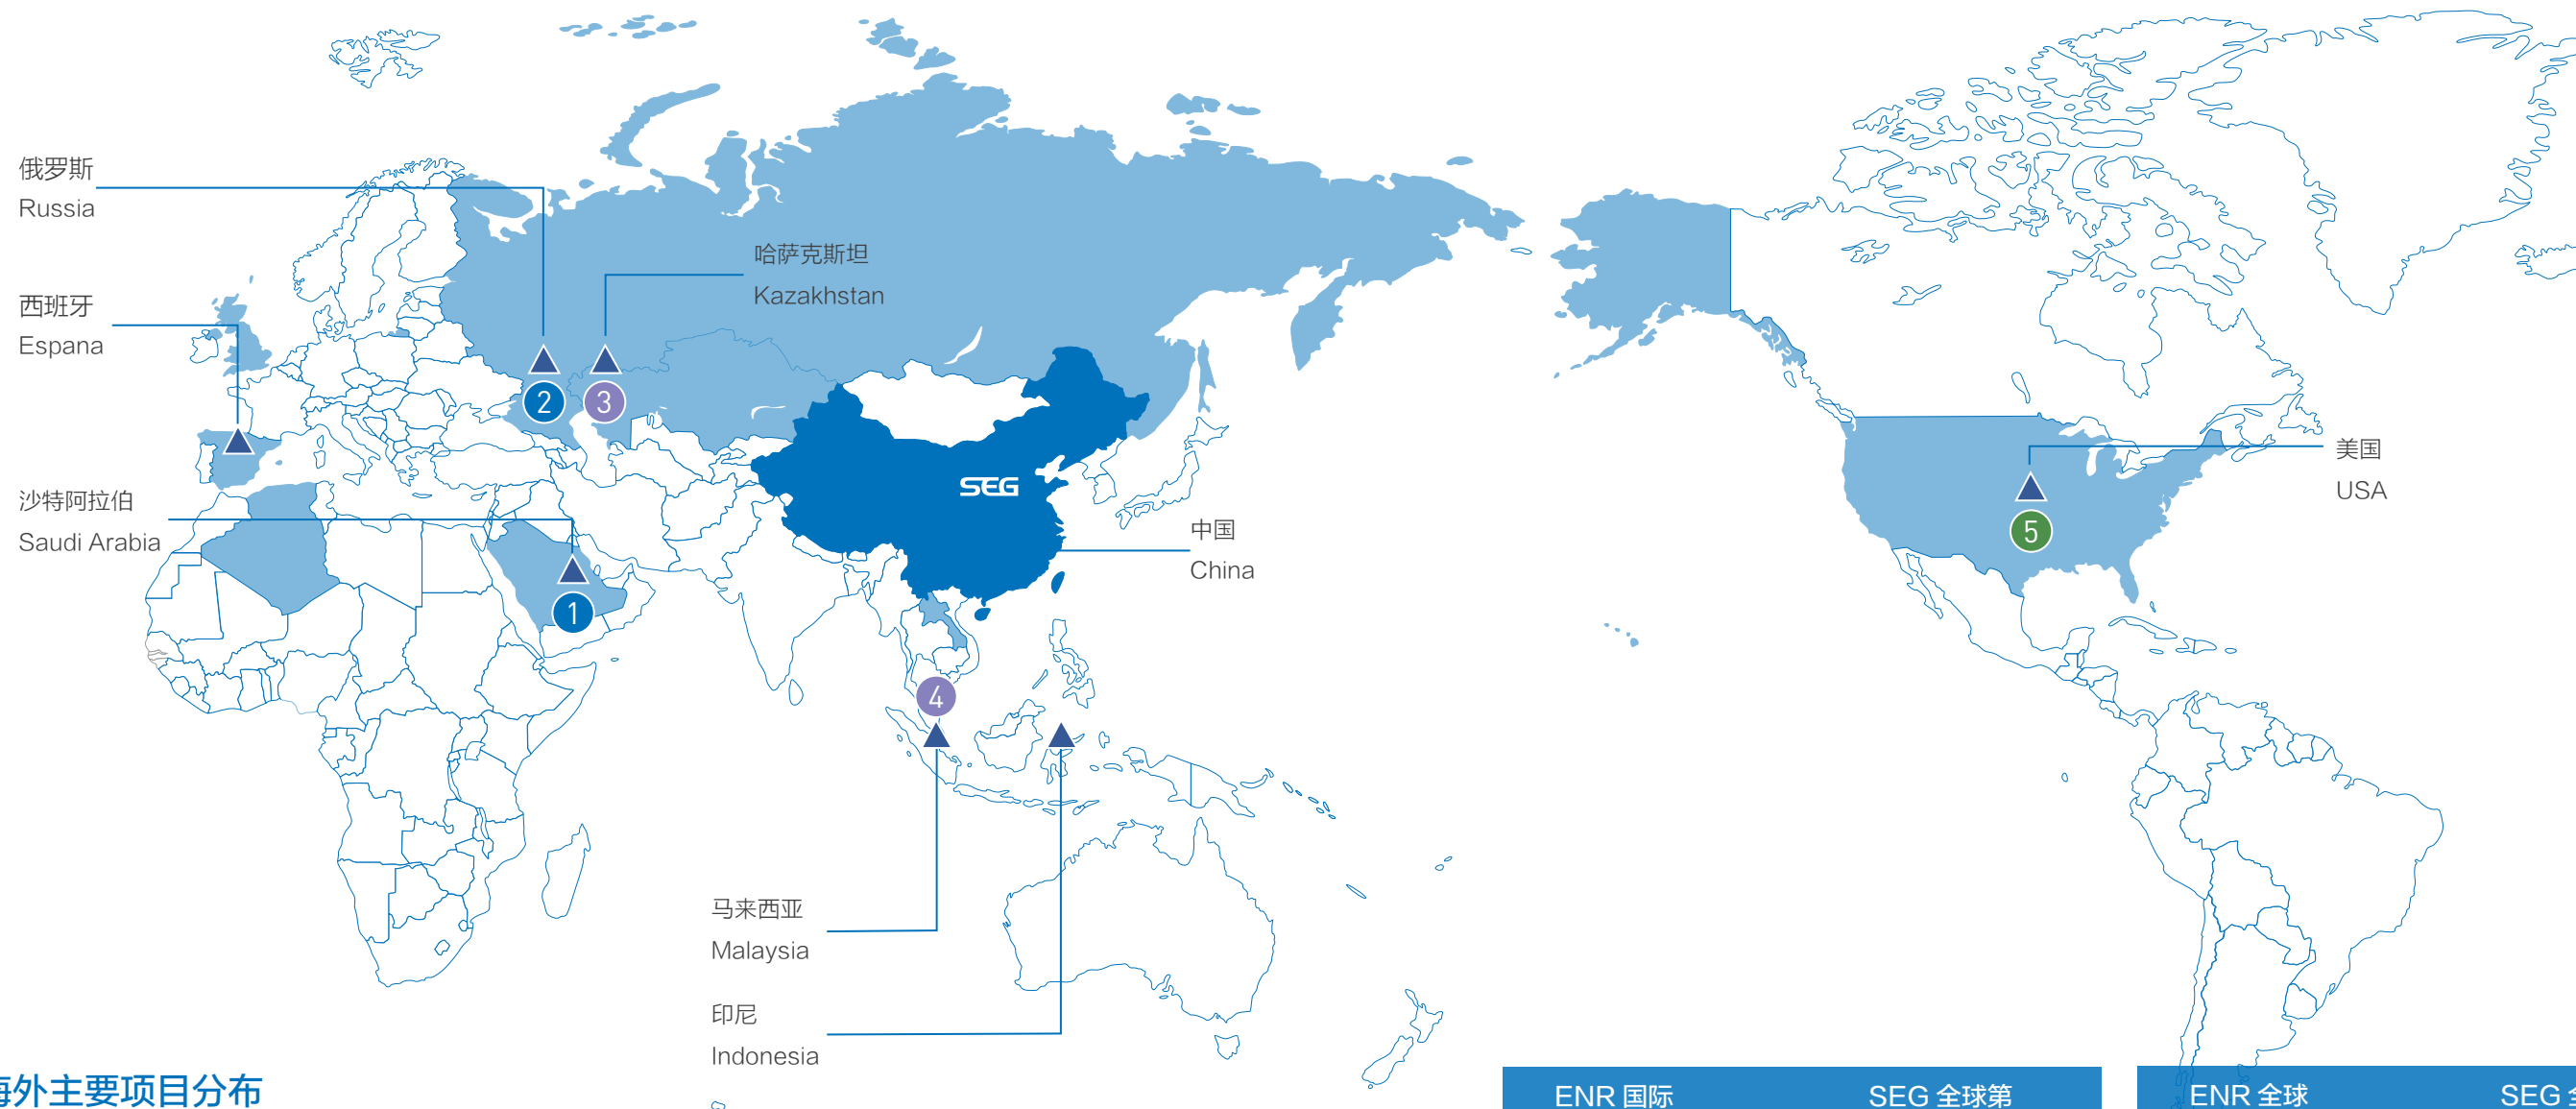 俄罗斯
Russia
哈萨克斯坦
Kazakhstan
西班牙
Espana
2
3
美国
USA
沙特阿拉伯
Saudi Arabia
SEG
5
中国
China
1
4
马来西亚
Malaysia
印尼
Indonesia
海外主要项目分布
ENR 国际
SEG 全球第
ENR 全球
SEG